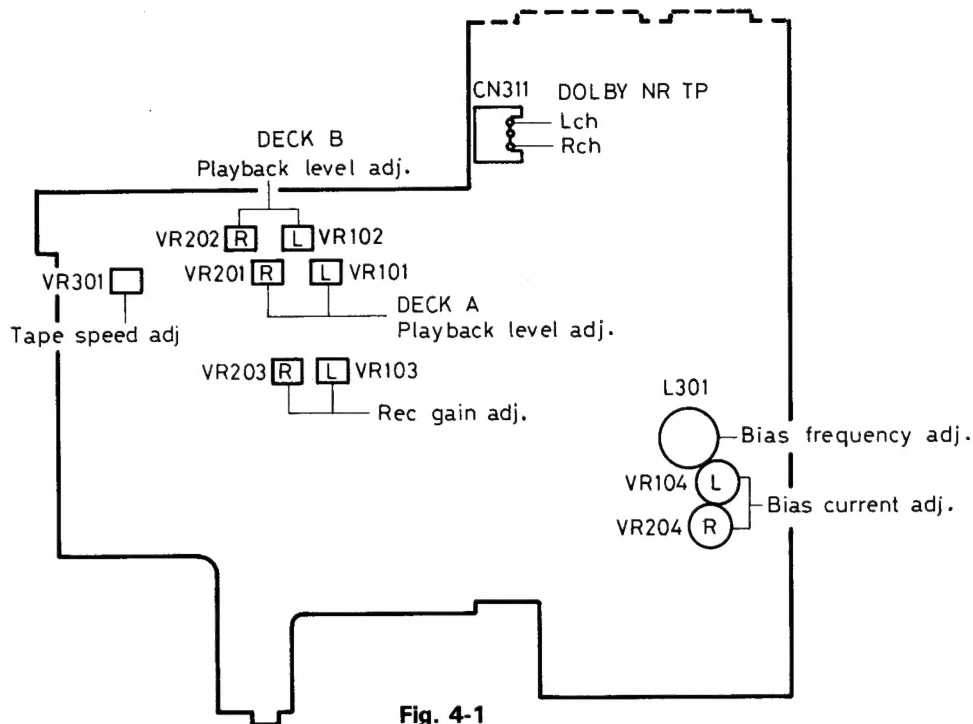 CN311 DOLBY NR TP
Lch
Rch
DECK B
Playback level adj.
VR202 R L VR102
VR201 R L VR101
VR301
Tape speed adj
DECK A
Playback level adj.
VR203 R L VR103
Rec gain adj.
L301
Bias frequency adj.
VR104 L
Bias current adj.
VR204 R
Fig. 4-1